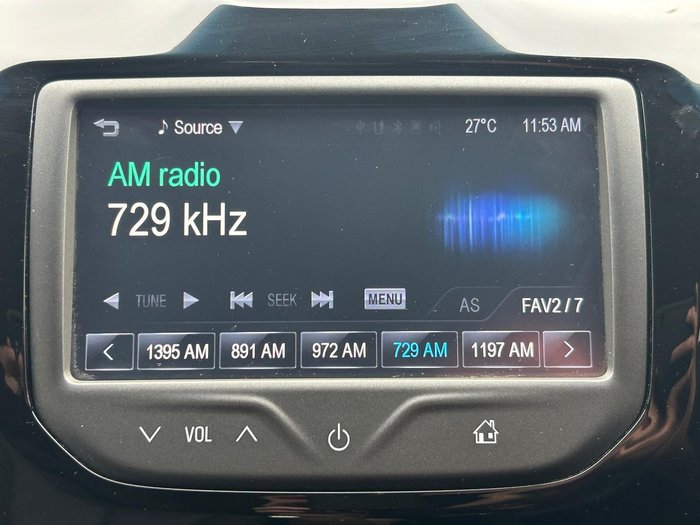 Source 27°C 11:53 AM
AM radio
729 kHz
TUNE SEEK MENU AS FAV2/7
1395 AM 891 AM 972 AM 729 AM 1197 AM
VOL